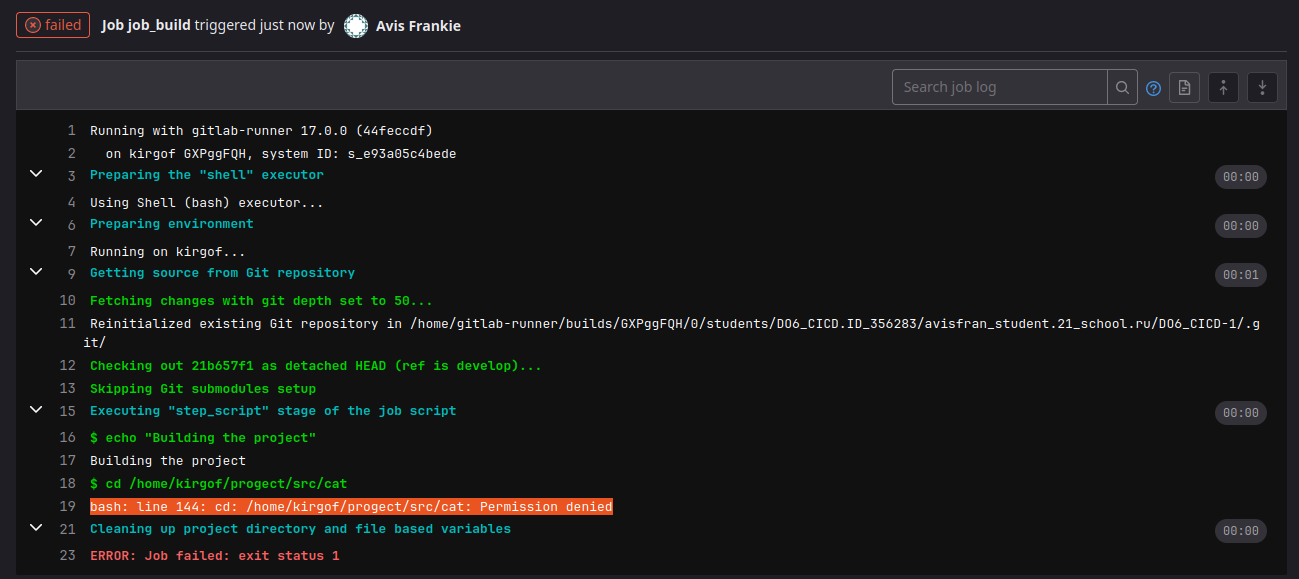 failed Job job_build triggered just now by Avis Frankie
Search job log
1 Running with gitlab-runner 17.0.0 (44feccdf)
2 on kirgof GXPggFQH, system ID: s_e93a05c4bede
3 Preparing the "shell" executor 00:00
4 Using Shell (bash) executor...
6 Preparing environment 00:00
7 Running on kirgof...
9 Getting source from Git repository 00:01
10 Fetching changes with git depth set to 50...
11 Reinitialized existing Git repository in /home/gitlab-runner/builds/GXPggFQH/0/students/DO6_CICD.ID_356283/avisfran_student.21_school.ru/DO6_CICD-1/.g
it/
12 Checking out 21b657f1 as detached HEAD (ref is develop)...
13 Skipping Git submodules setup
15 Executing "step_script" stage of the job script 00:00
16 $ echo "Building the project"
17 Building the project
18 $ cd /home/kirgof/progect/src/cat
19 bash: line 144: cd: /home/kirgof/progect/src/cat: Permission denied
21 Cleaning up project directory and file based variables 00:00
23 ERROR: Job failed: exit status 1